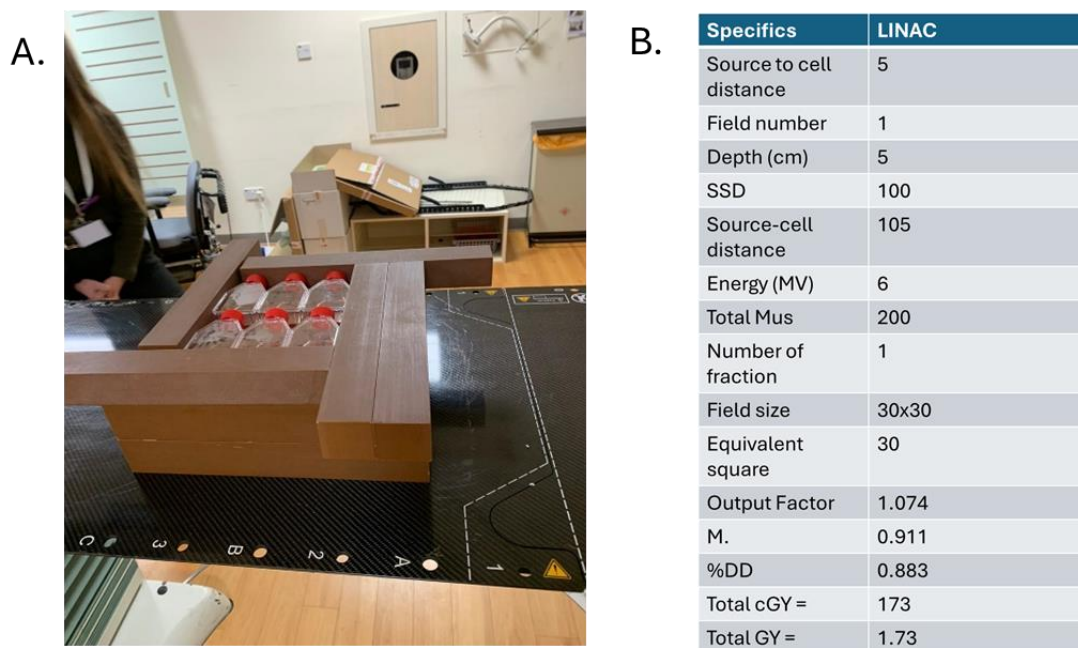 A.
B.
Specifics LINAC
Source to cell 5
distance
Field number 1
Depth (cm) 5
SSD 100
Source-cell 105
distance
Energy (MV) 6
Total Mus 200
Number of 1
fraction
Field size 30x30
Equivalent 30
square
Output Factor 1.074
M. 0.911
%DD 0.883
Total cGY = 173
Total GY = 1.73
C 3 B 2 A 1